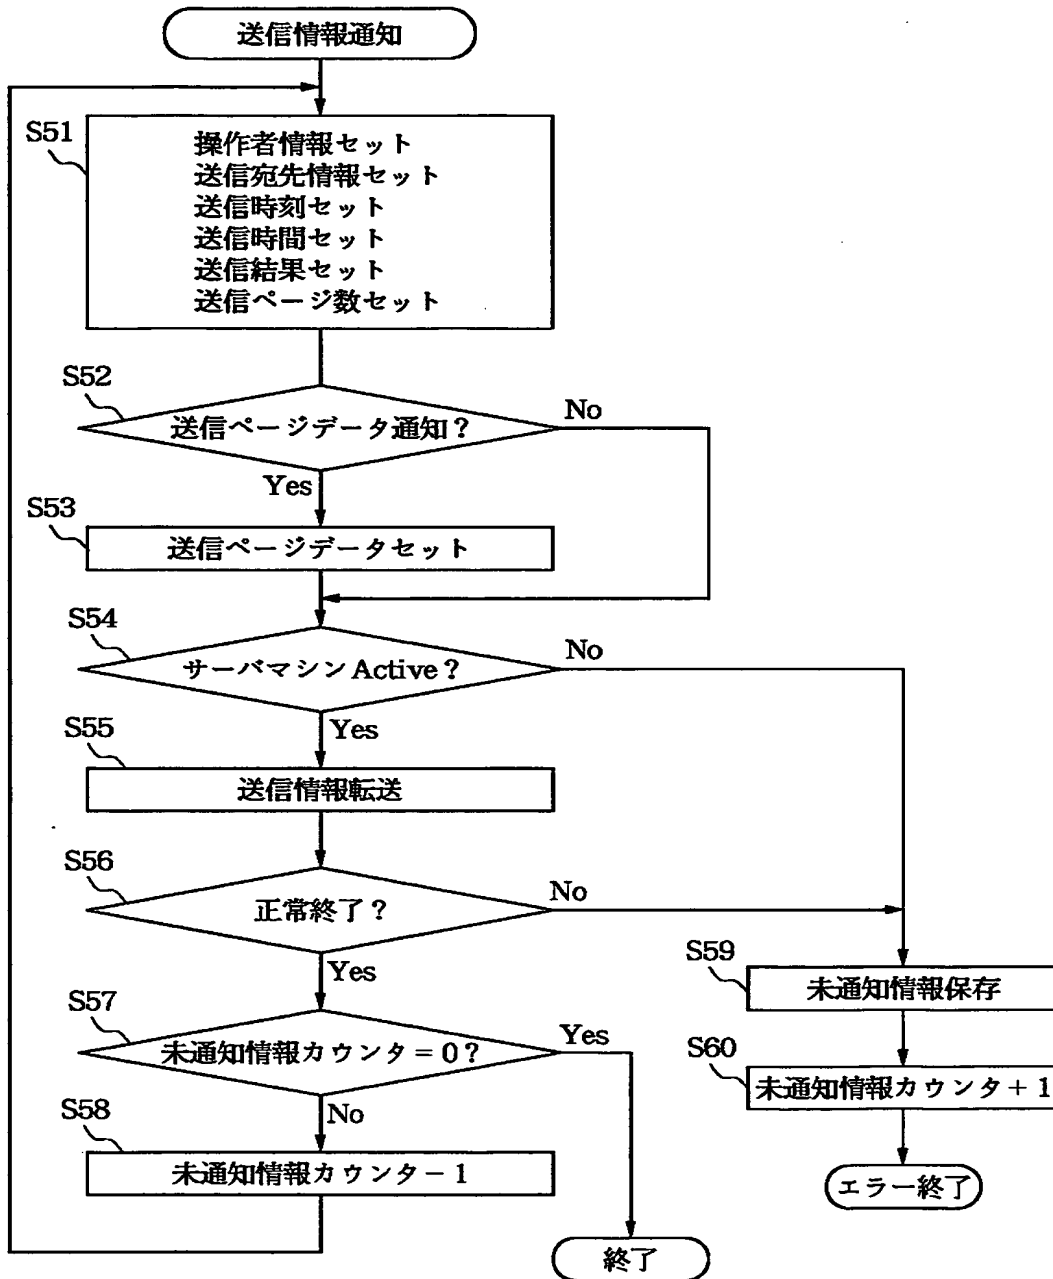 送信情報通知
S51
操作者情報セット
送信宛先情報セット
送信時刻セット
送信時間セット
送信結果セット
送信ページ数セット
S52
送信ページデータ通知?
No
Yes
S53
送信ページデータセット
S54
サーバマシンActive?
No
Yes
S55
送信情報転送
S56
正常終了?
No
Yes
S57
未通知情報カウンタ=0?
Yes
No
S58
未通知情報カウンタ-1
終了
S59
未通知情報保存
S60
未通知情報カウンタ+1
エラー終了